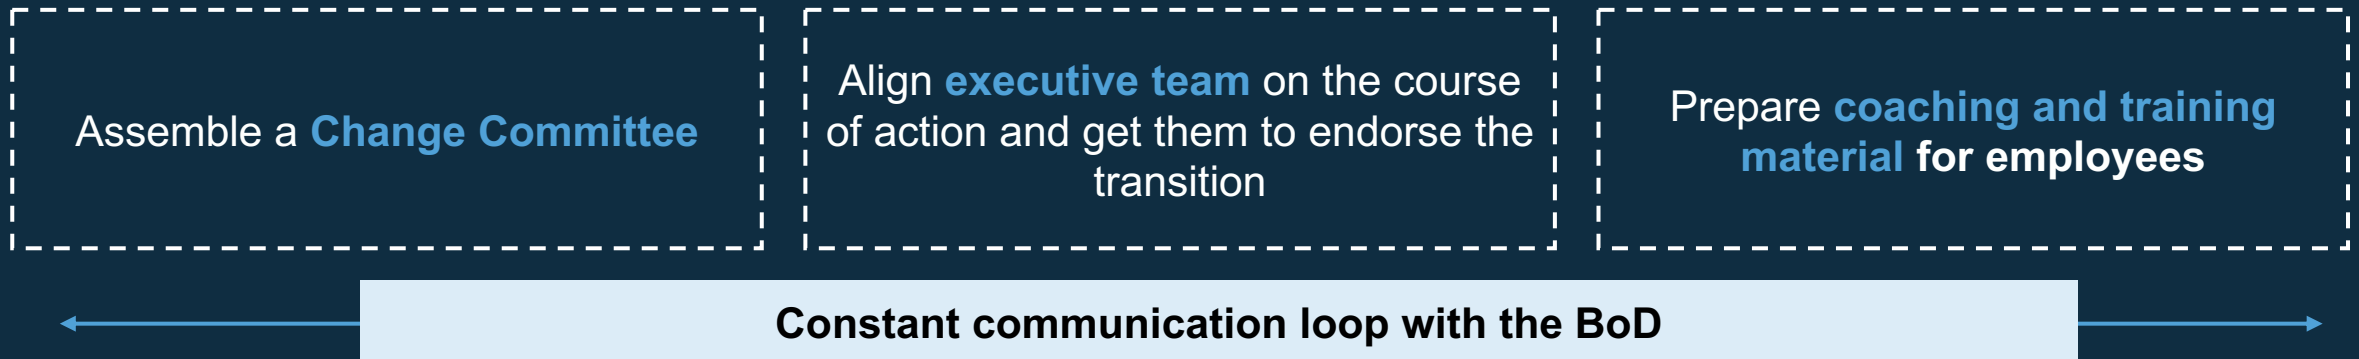 Assemble a Change Committee
Align executive team on the course
of action and get them to endorse the
transition
Prepare coaching and training
material for employees
Constant communication loop with the BoD